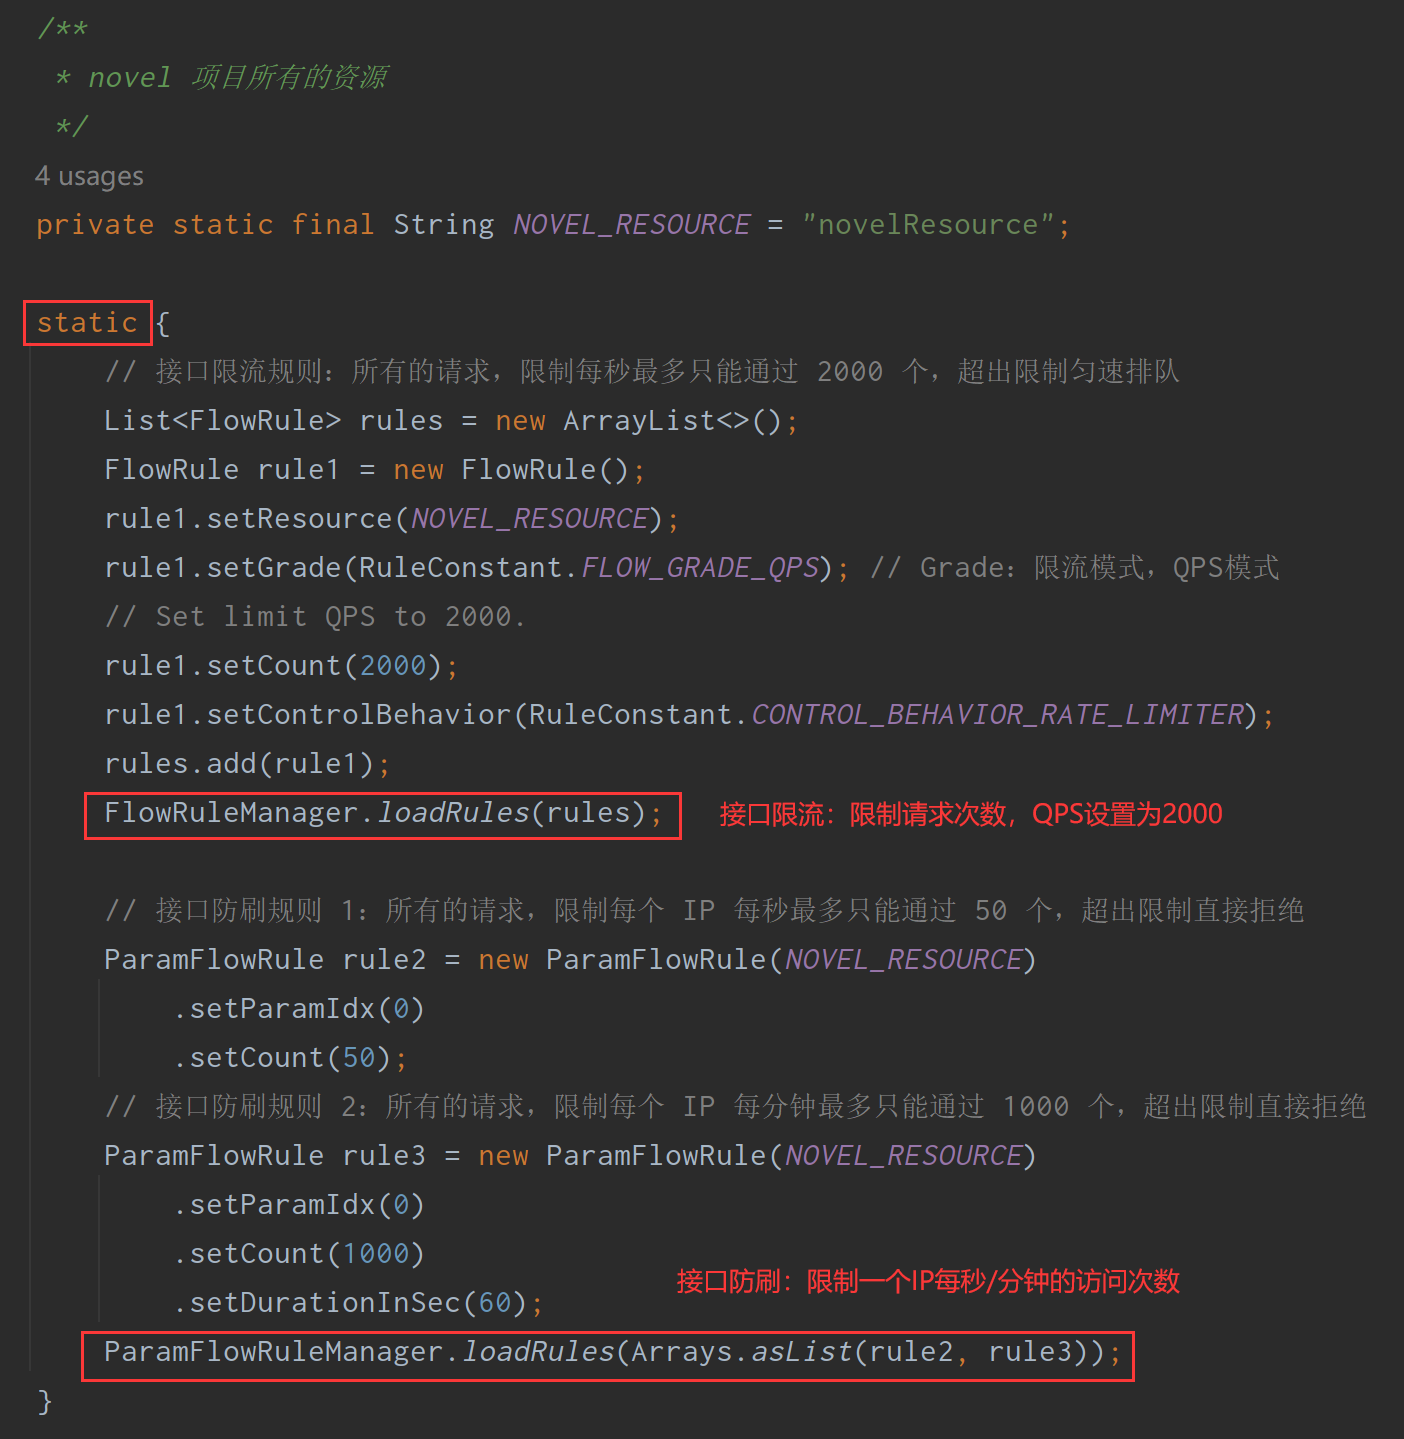 /**
 * novel 项目所有的资源
 */
4 usages
private static final String NOVEL_RESOURCE = "novelResource";
static {
// 接口限流规则：所有的请求，限制每秒最多只能通过 2000 个，超出限制匀速排队
List<FlowRule> rules = new ArrayList<>();
FlowRule rule1 = new FlowRule();
rule1.setResource(NOVEL_RESOURCE);
rule1.setGrade(RuleConstant.FLOW_GRADE_QPS); // Grade：限流模式，QPS模式
// Set limit QPS to 2000.
rule1.setCount(2000);
rule1.setControlBehavior(RuleConstant.CONTROL_BEHAVIOR_RATE_LIMITER);
rules.add(rule1);
FlowRuleManager.loadRules(rules); 接口限流：限制请求次数，QPS设置为2000
// 接口防刷规则 1：所有的请求，限制每个 IP 每秒最多只能通过 50 个，超出限制直接拒绝
ParamFlowRule rule2 = new ParamFlowRule(NOVEL_RESOURCE)
.setParamIdx(0)
.setCount(50);
// 接口防刷规则 2：所有的请求，限制每个 IP 每分钟最多只能通过 1000 个，超出限制直接拒绝
ParamFlowRule rule3 = new ParamFlowRule(NOVEL_RESOURCE)
.setParamIdx(0)
.setCount(1000)
接口防刷：限制一个IP每秒/分钟的访问次数
.setDurationInSec(60);
ParamFlowRuleManager.loadRules(Arrays.asList(rule2, rule3));
}